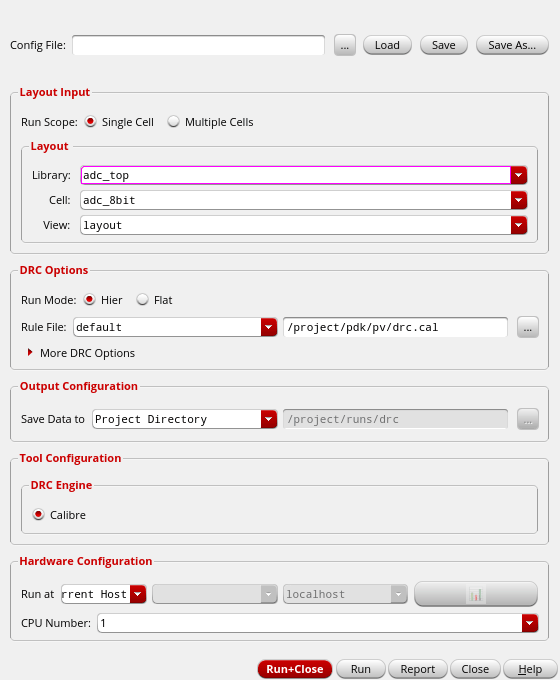 Config File: ... Load Save Save As...
Layout Input
Run Scope: Single Cell Multiple Cells
Layout
Library: adc_top
Cell: adc_8bit
View: layout
DRC Options
Run Mode: Hier Flat
Rule File: default /project/pdk/pv/drc.cal ...
More DRC Options
Output Configuration
Save Data to Project Directory /project/runs/drc ...
Tool Configuration
DRC Engine
Calibre
Hardware Configuration
Run at rrent Host localhost
CPU Number: 1
Run+Close Run Report Close Help